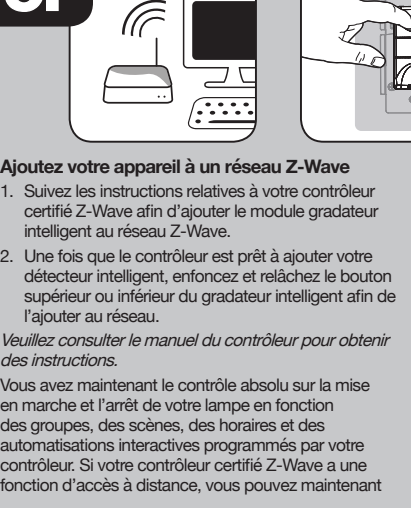 Ajoutez votre appareil à un réseau Z-Wave
1. Suivez les instructions relatives à votre contrôleur
certifié Z-Wave afin d'ajouter le module gradateur
intelligent au réseau Z-Wave.
2. Une fois que le contrôleur est prêt à ajouter votre
détecteur intelligent, enfoncez et relâchez le bouton
supérieur ou inférieur du gradateur intelligent afin de
l'ajouter au réseau.
Veuillez consulter le manuel du contrôleur pour obtenir
des instructions.
Vous avez maintenant le contrôle absolu sur la mise
en marche et l'arrêt de votre lampe en fonction
des groupes, des scènes, des horaires et des
automatisations interactives programmés par votre
contrôleur. Si votre contrôleur certifié Z-Wave a une
fonction d'accès à distance, vous pouvez maintenant